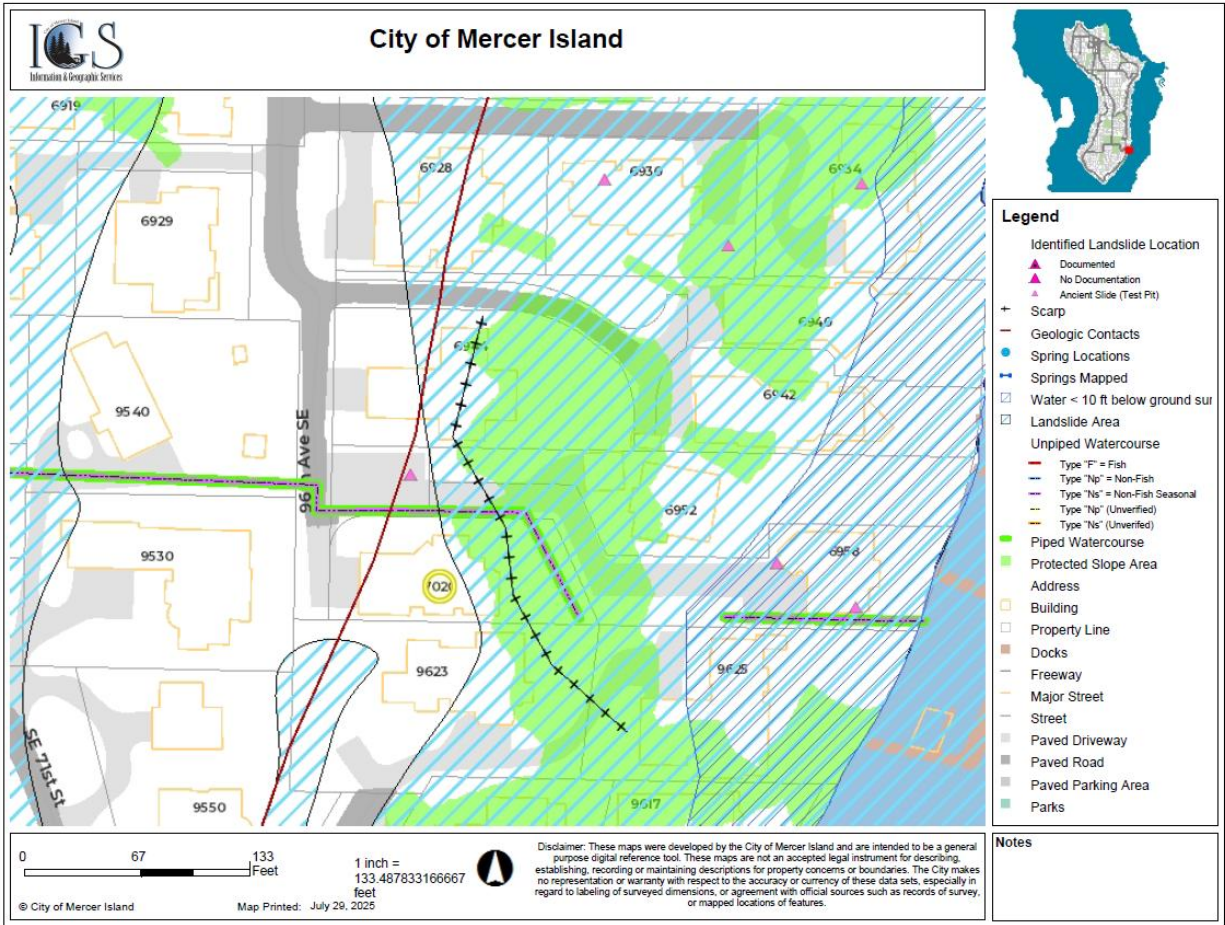 City of Mercer Island
IGS
Information & Geographic Services
6919
6928
6930
6934
6929
6940
9540
6942
96th Ave SE
6952
9530
6958
7020
9623
9625
SE 71st St
9550
9617
Legend
Identified Landslide Location
Documented
No Documentation
Ancient Slide (Test Pit)
Scarp
Geologic Contacts
Spring Locations
Springs Mapped
Water < 10 ft below ground sur
Landslide Area
Unpiped Watercourse
Type "F" = Fish
Type "Np" = Non-Fish
Type "Ns" = Non-Fish Seasonal
Type "Np" (Unverified)
Type "Ns" (Unverifed)
Piped Watercourse
Protected Slope Area
Address
Building
Property Line
Docks
Freeway
Major Street
Street
Paved Driveway
Paved Road
Paved Parking Area
Parks
0 67 133
Feet
1 inch =
133.487833166667
feet
© City of Mercer Island
Map Printed: July 29, 2025
Disclaimer: These maps were developed by the City of Mercer Island and are intended to be a general
purpose digital reference tool. These maps are not an accepted legal instrument for describing,
establishing, recording or maintaining descriptions for property concerns or boundaries. The City makes
no representation or warranty with respect to the accuracy or currency of these data sets, especially in
regard to labeling of surveyed dimensions, or agreement with official sources such as records of survey,
or mapped locations of features.
Notes